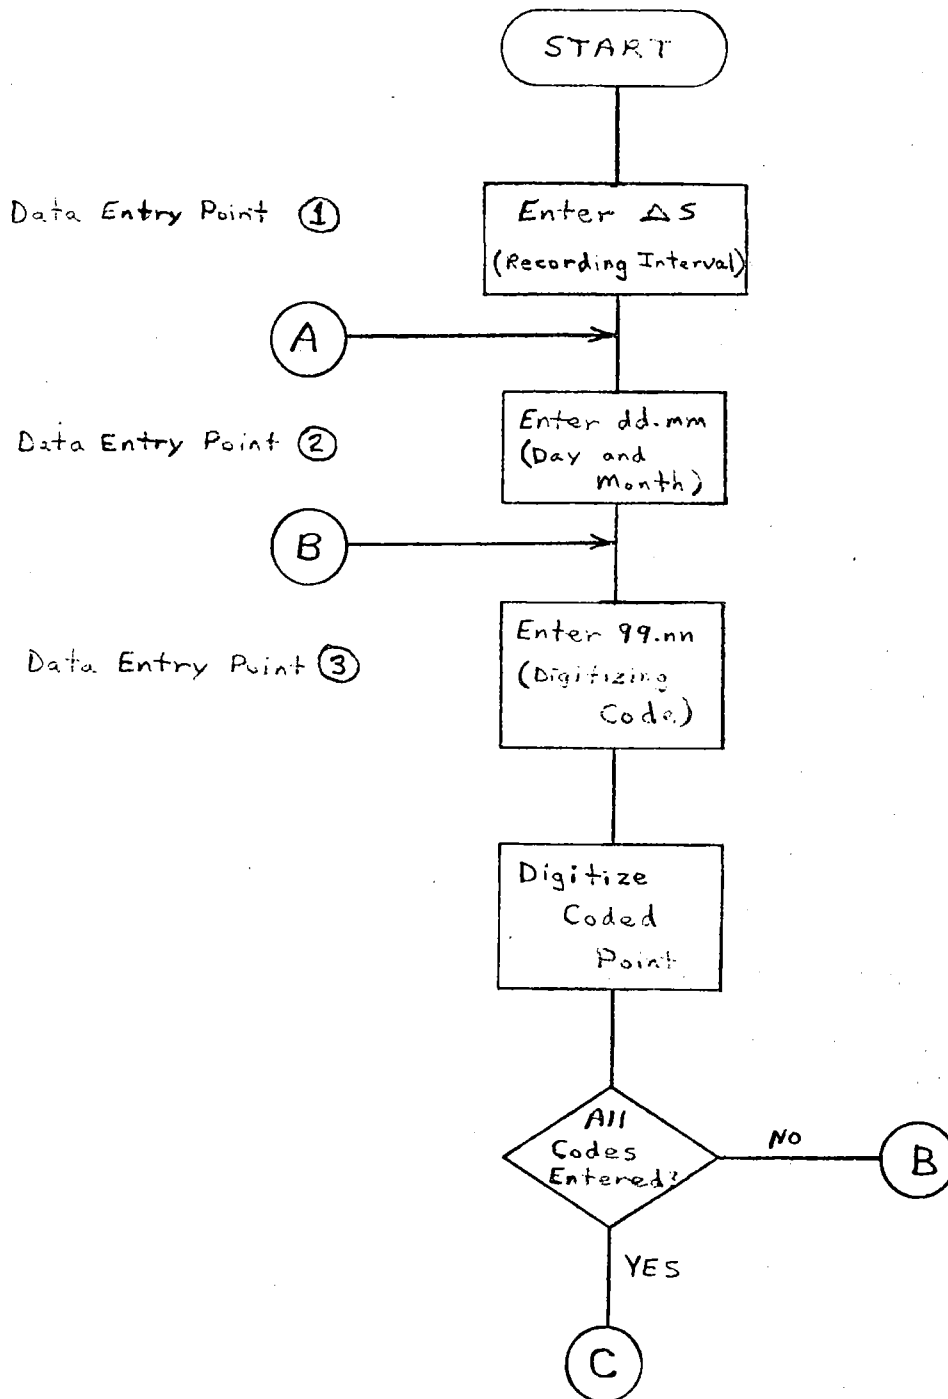 START
Data Entry Point ①
Enter ΔS
(Recording Interval)
A
Data Entry Point ②
Enter dd.mm
(Day and
Month)
B
Data Entry Point ③
Enter 99.nn
(Digitizing
Code)
Digitize
Coded
Point
All
Codes
Entered?
NO
B
YES
C